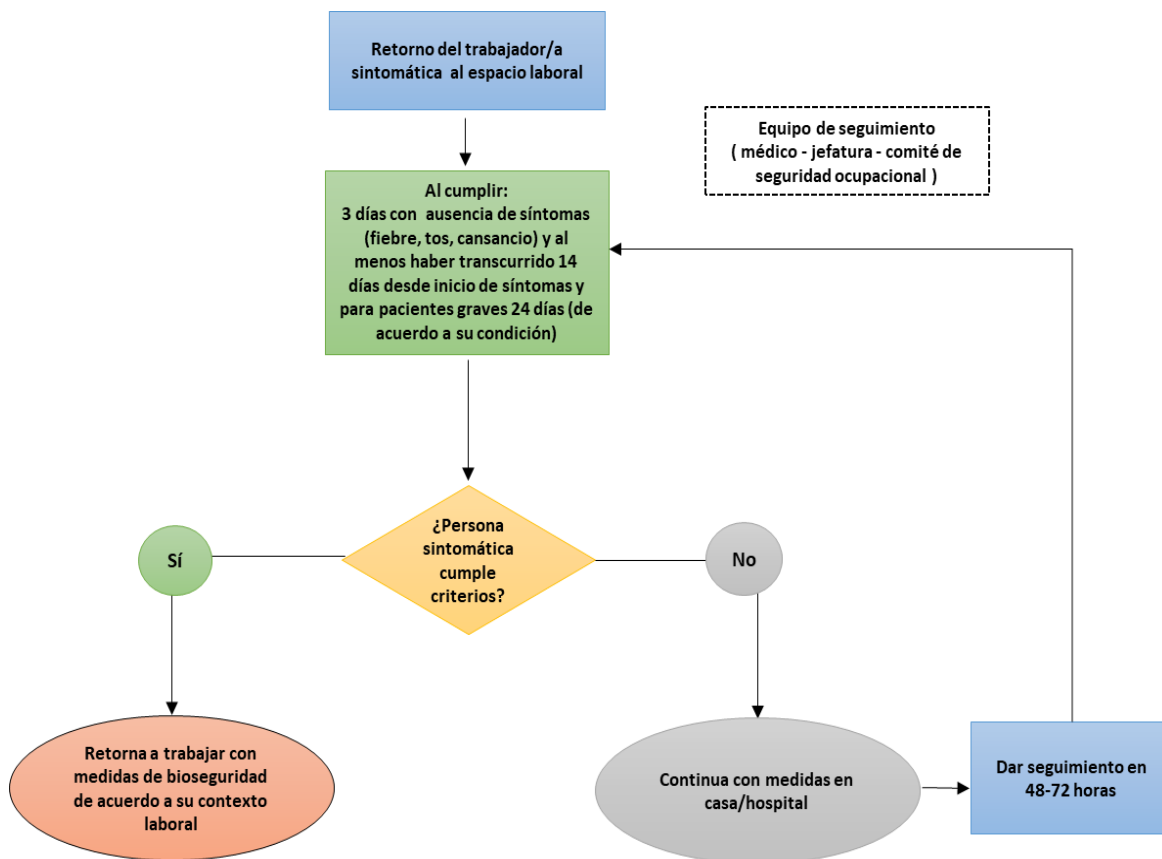 Retorno del trabajador/a
sintomática al espacio laboral
Equipo de seguimiento
( médico - jefatura - comité de
seguridad ocupacional )
Al cumplir:
3 días con ausencia de síntomas
(fiebre, tos, cansancio) y al
menos haber transcurrido 14
días desde inicio de síntomas y
para pacientes graves 24 días (de
acuerdo a su condición)
¿Persona
sintomática
cumple
criterios?
Sí
No
Retorna a trabajar con
medidas de bioseguridad
de acuerdo a su contexto
laboral
Continua con medidas en
casa/hospital
Dar seguimiento en
48-72 horas